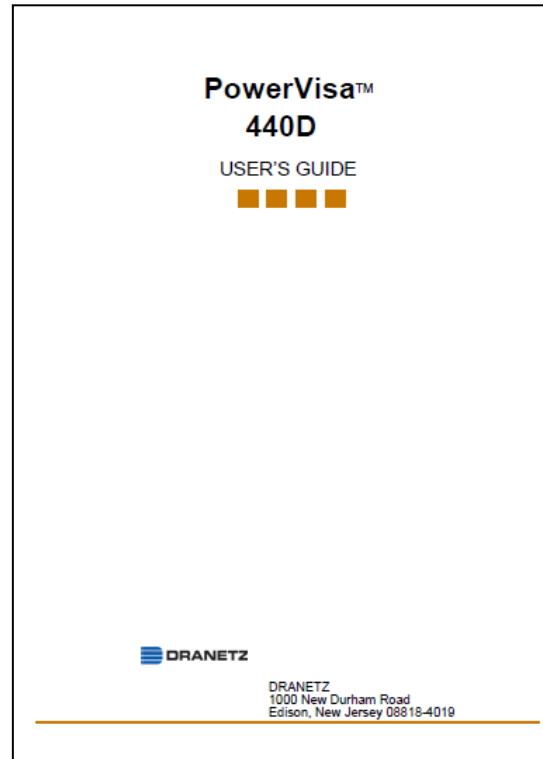 PowerVisa™
440D
USER'S GUIDE
DRANETZ
DRANETZ
1000 New Durham Road
Edison, New Jersey 08818-4019